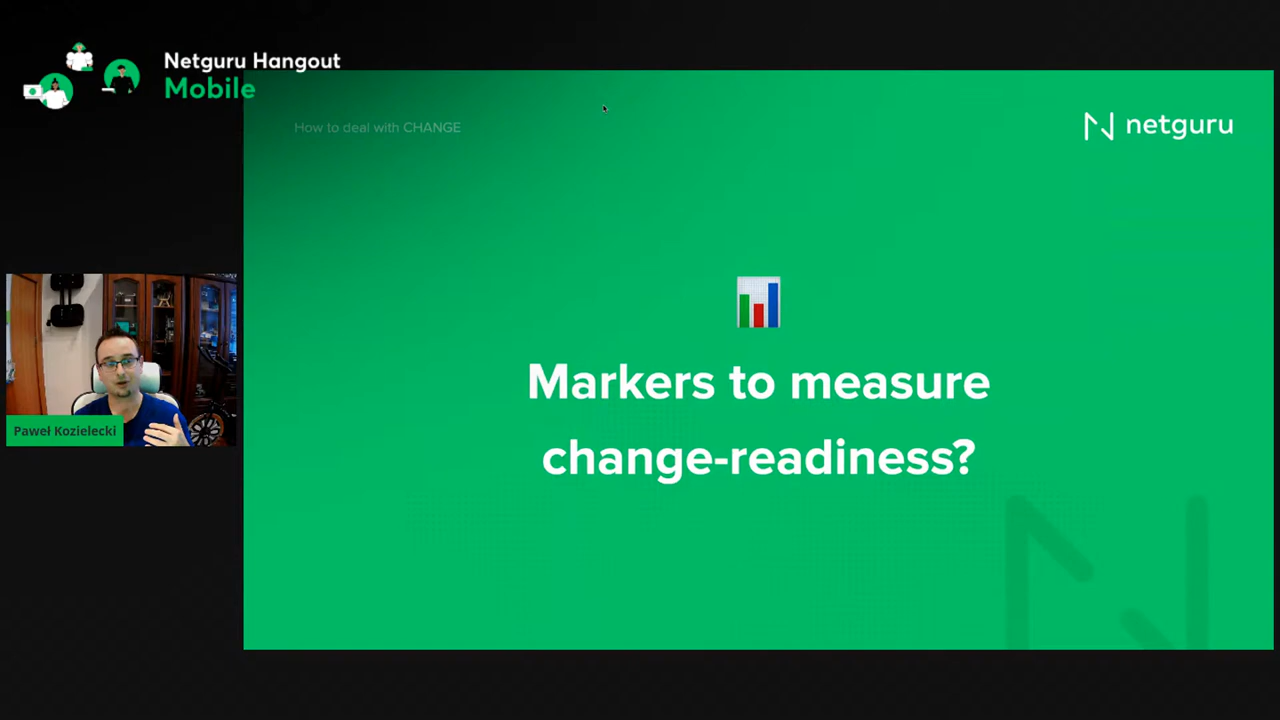 Netguru Hangout
Mobile
How to deal with CHANGE
netguru
Markers to measure
change-readiness?
Paweł Kozielecki